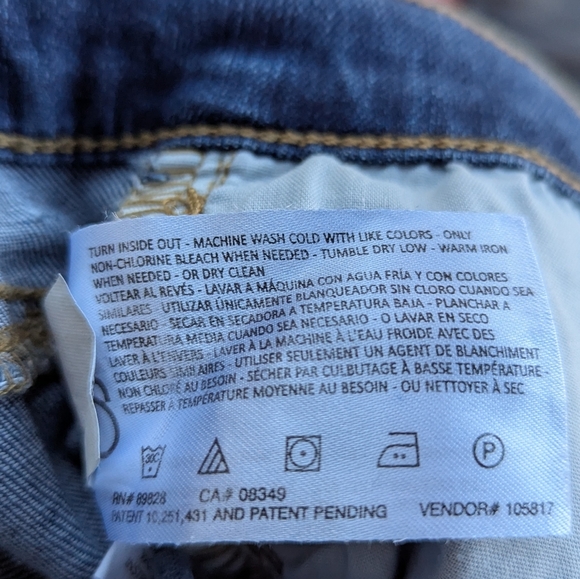 TURN INSIDE OUT - MACHINE WASH COLD WITH LIKE COLORS - ONLY
NON-CHLORINE BLEACH WHEN NEEDED - TUMBLE DRY LOW - WARM IRON
WHEN NEEDED - OR DRY CLEAN
VOLTEAR AL REVÉS - LAVAR A MÁQUINA CON AGUA FRÍA Y CON COLORES
SIMILARES - UTILIZAR ÚNICAMENTE BLANQUEADOR SIN CLORO CUANDO SEA
NECESARIO - SECAR EN SECADORA A TEMPERATURA BAJA - PLANCHAR A
TEMPERATURA MEDIA CUANDO SEA NECESARIO - O LAVAR EN SECO
LAVER À L'ENVERS - LAVER À LA MACHINE À L'EAU FROIDE AVEC DES
COULEURS SIMILAIRES - UTILISER SEULEMENT UN AGENT DE BLANCHIMENT
NON CHLORÉ AU BESOIN - SÉCHER PAR CULBUTAGE À BASSE TEMPÉRATURE -
REPASSER À TEMPÉRATURE MOYENNE AU BESOIN - OU NETTOYER À SEC
30C P
RN# 89828 CA# 08349
PATENT 10,251,431 AND PATENT PENDING VENDOR# 105817